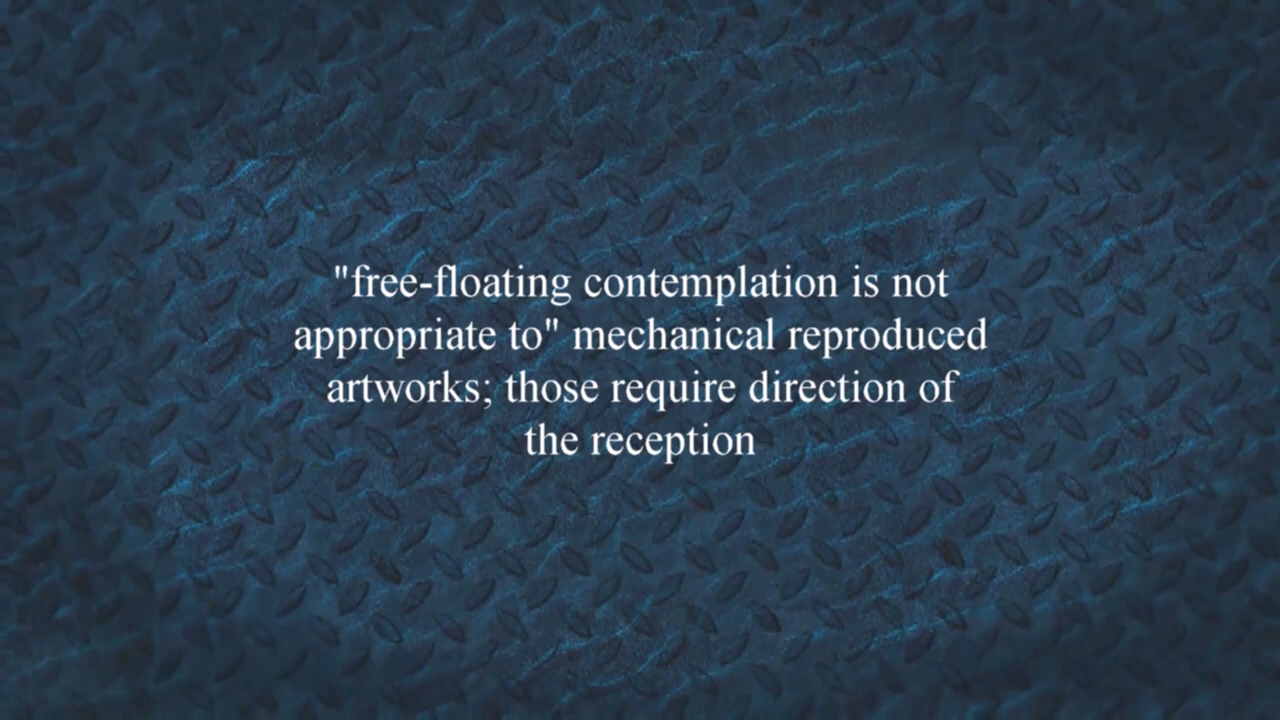 "free-floating contemplation is not
appropriate to" mechanical reproduced
artworks; those require direction of
the reception